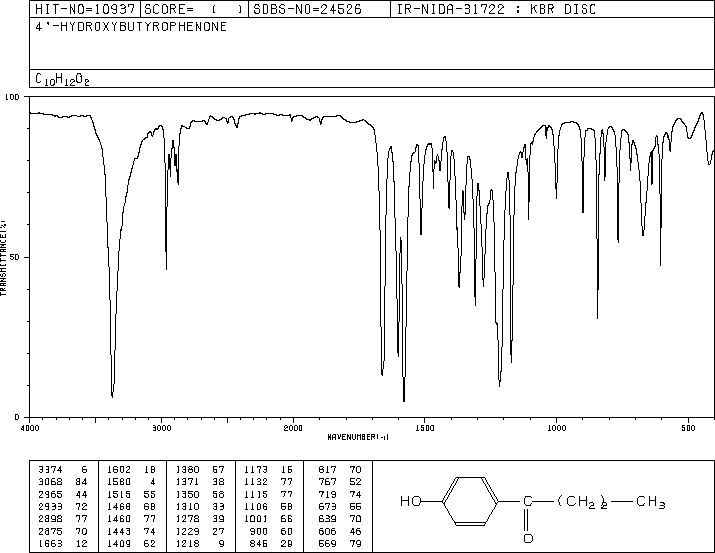 HIT-NO=10937 SCORE= ( ) SDBS-NO=24526 IR-NIDA-31722 : KBR DISC
4'-HYDROXYBUTYROPHENONE
C10H12O2
100
50
0
TRANSMITTANCE(%)
4000 3000 2000 1500 1000 500
WAVENUMBER(-1)
3374 6 1602 18 1380 57 1173 16 817 70
3068 84 1580 4 1371 38 1132 77 767 52
2965 44 1515 55 1350 58 1115 77 719 74
2933 72 1468 68 1310 33 1106 58 673 55
2898 77 1460 77 1278 39 1001 66 639 70
2875 70 1443 74 1229 27 900 60 606 46
1663 12 1409 62 1218 9 846 29 569 79
HO C (CH2)2 CH3
O